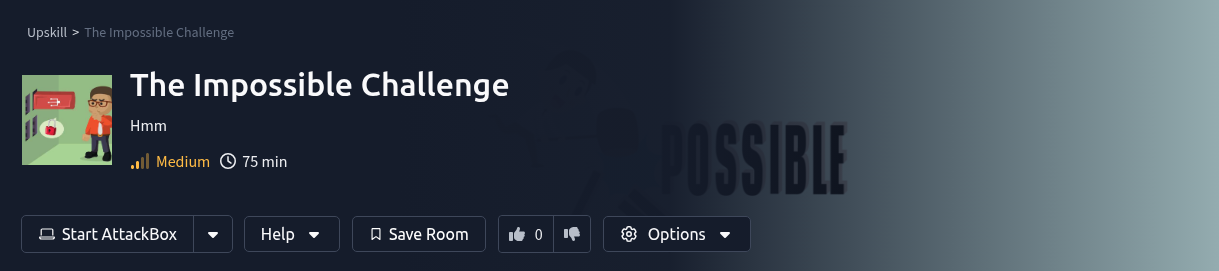 Upskill > The Impossible Challenge
The Impossible Challenge
Hmm
POSSIBLE
Medium 75 min
Start AttackBox Help Save Room 0 Options